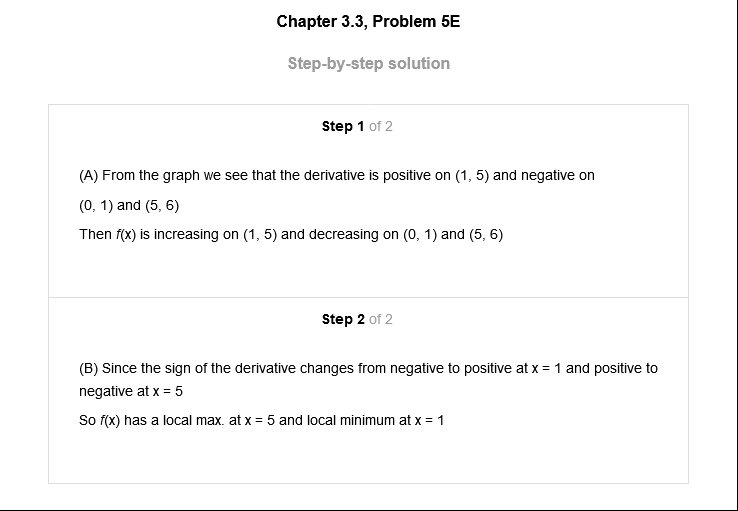 Chapter 3.3, Problem 5E
Step-by-step solution
Step 1 of 2
(A) From the graph we see that the derivative is positive on (1, 5) and negative on
(0, 1) and (5, 6)
Then f(x) is increasing on (1, 5) and decreasing on (0, 1) and (5, 6)
Step 2 of 2
(B) Since the sign of the derivative changes from negative to positive at x = 1 and positive to
negative at x = 5
So f(x) has a local max. at x = 5 and local minimum at x = 1